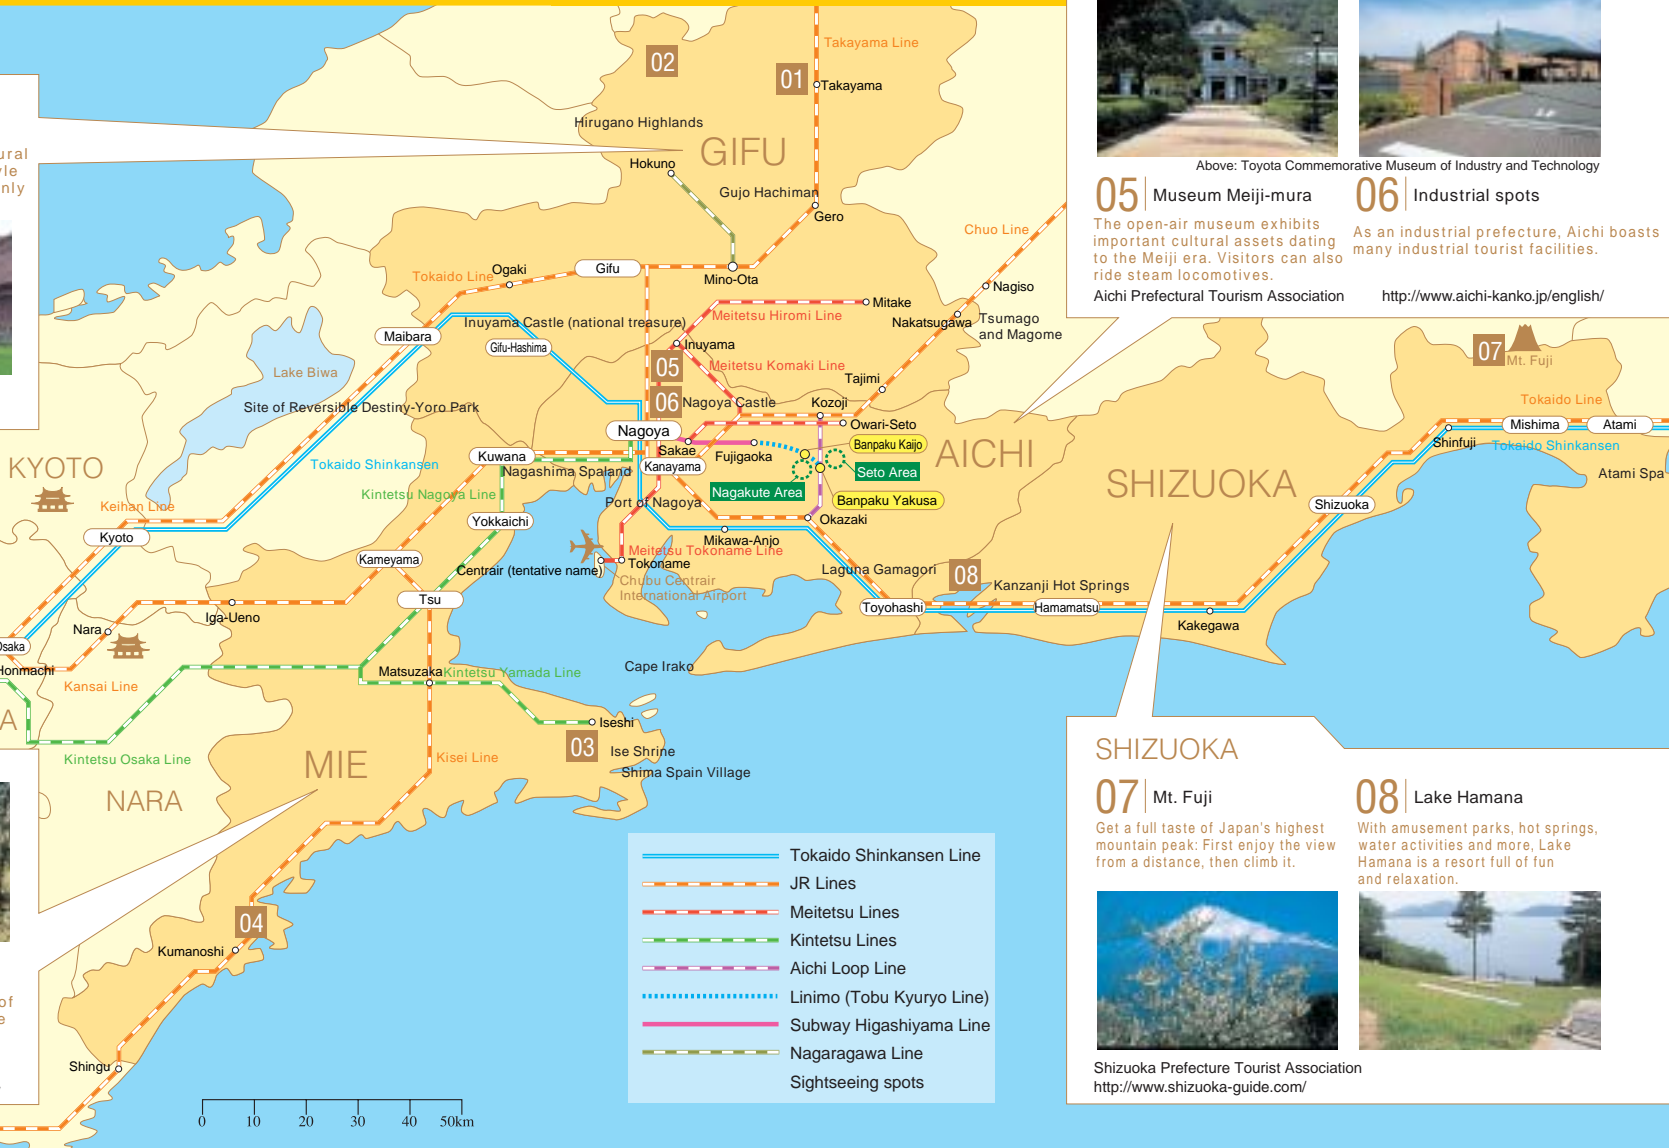 Takayama Line
02
01
Takayama
Hirugano Highlands
GIFU
Hokuno
Gujo Hachiman
Gero
Chuo Line
Tokaido Line
Ogaki
Gifu
Mino-Ota
Nagiso
Mitake
Meitetsu Hiromi Line
Nakatsugawa
Tsumago
and Magome
Maibara
Inuyama Castle (national treasure)
Gifu-Hashima
Inuyama
05
Meitetsu Komaki Line
Lake Biwa
Tajimi
Site of Reversible Destiny-Yoro Park
06
Nagoya Castle
Kozoji
Owari-Seto
Nagoya
Sakae
Fujigaoka
Banpaku Kaijo
AICHI
KYOTO
Kuwana
Tokaido Shinkansen
Nagashima Spaland
Kanayama
Seto Area
Nagakute Area
Banpaku Yakusa
Kintetsu Nagoya Line
Port of Nagoya
Keihan Line
Yokkaichi
Okazaki
Kyoto
Mikawa-Anjo
Kameyama
Meitetsu Tokoname Line
Centrair (tentative name)
Tokoname
Laguna Gamagori
08
Chubu Centrair
International Airport
Kanzanji Hot Springs
Tsu
Toyohashi
Hamamatsu
Iga-Ueno
Kakegawa
Nara
Osaka
Honmachi
Kansai Line
Matsuzaka
Kintetsu Yamada Line
Cape Irako
Iseshi
03
Ise Shrine
Shima Spain Village
Kintetsu Osaka Line
MIE
Kisei Line
NARA
04
Kumanoshi
Shingu
SHIZUOKA
07
Mt. Fuji
Tokaido Line
Mishima
Atami
Shinfuji
Tokaido Shinkansen
Atami Spa
Shizuoka
ural
yle
nly
A
of
e
Above: Toyota Commemorative Museum of Industry and Technology
05 Museum Meiji-mura
The open-air museum exhibits
important cultural assets dating
to the Meiji era. Visitors can also
ride steam locomotives.
06 Industrial spots
As an industrial prefecture, Aichi boasts
many industrial tourist facilities.
Aichi Prefectural Tourism Association
http://www.aichi-kanko.jp/english/
SHIZUOKA
07 Mt. Fuji
Get a full taste of Japan's highest
mountain peak: First enjoy the view
from a distance, then climb it.
08 Lake Hamana
With amusement parks, hot springs,
water activities and more, Lake
Hamana is a resort full of fun
and relaxation.
Shizuoka Prefecture Tourist Association
http://www.shizuoka-guide.com/
Tokaido Shinkansen Line
JR Lines
Meitetsu Lines
Kintetsu Lines
Aichi Loop Line
Linimo (Tobu Kyuryo Line)
Subway Higashiyama Line
Nagaragawa Line
Sightseeing spots
0 10 20 30 40 50km